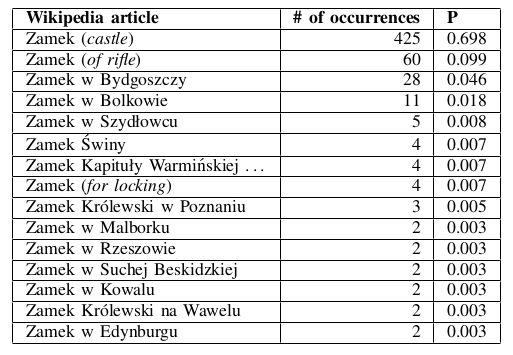 Wikipedia article # of occurrences P
Zamek (castle) 425 0.698
Zamek (of rifle) 60 0.099
Zamek w Bydgoszczy 28 0.046
Zamek w Bolkowie 11 0.018
Zamek w Szydłowcu 5 0.008
Zamek Świny 4 0.007
Zamek Kapituły Warmińskiej ... 4 0.007
Zamek (for locking) 4 0.007
Zamek Królewski w Poznaniu 3 0.005
Zamek w Malborku 2 0.003
Zamek w Rzeszowie 2 0.003
Zamek w Suchej Beskidzkiej 2 0.003
Zamek w Kowalu 2 0.003
Zamek Królewski na Wawelu 2 0.003
Zamek w Edynburgu 2 0.003